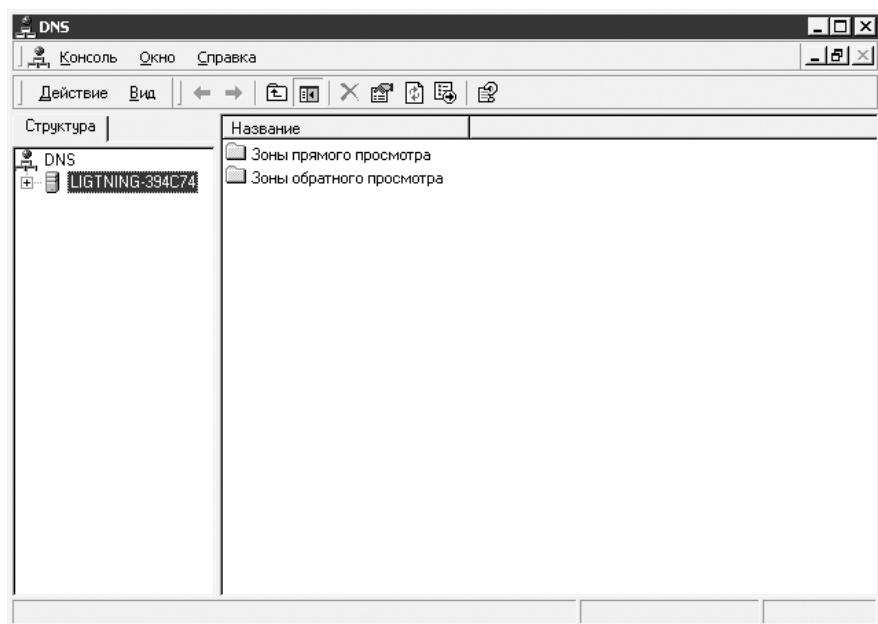 DNS
Консоль Окно Справка
Действие Вид
Структура
Название
DNS
LIGTNING-394C74
Зоны прямого просмотра
Зоны обратного просмотра